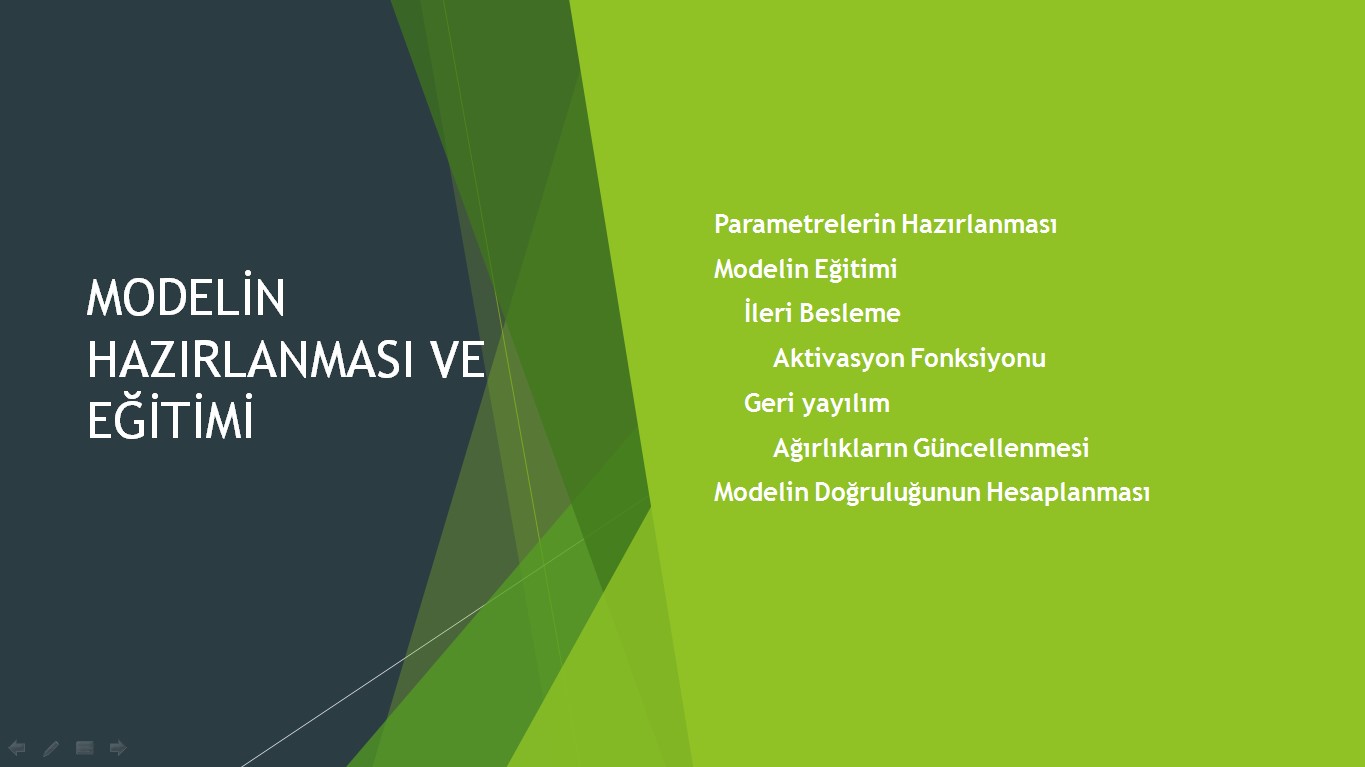 MODELİN
HAZIRLANMASI VE
EĞİTİMİ
Parametrelerin Hazırlanması
Modelin Eğitimi
İleri Besleme
Aktivasyon Fonksiyonu
Geri yayılım
Ağırlıkların Güncellenmesi
Modelin Doğruluğunun Hesaplanması